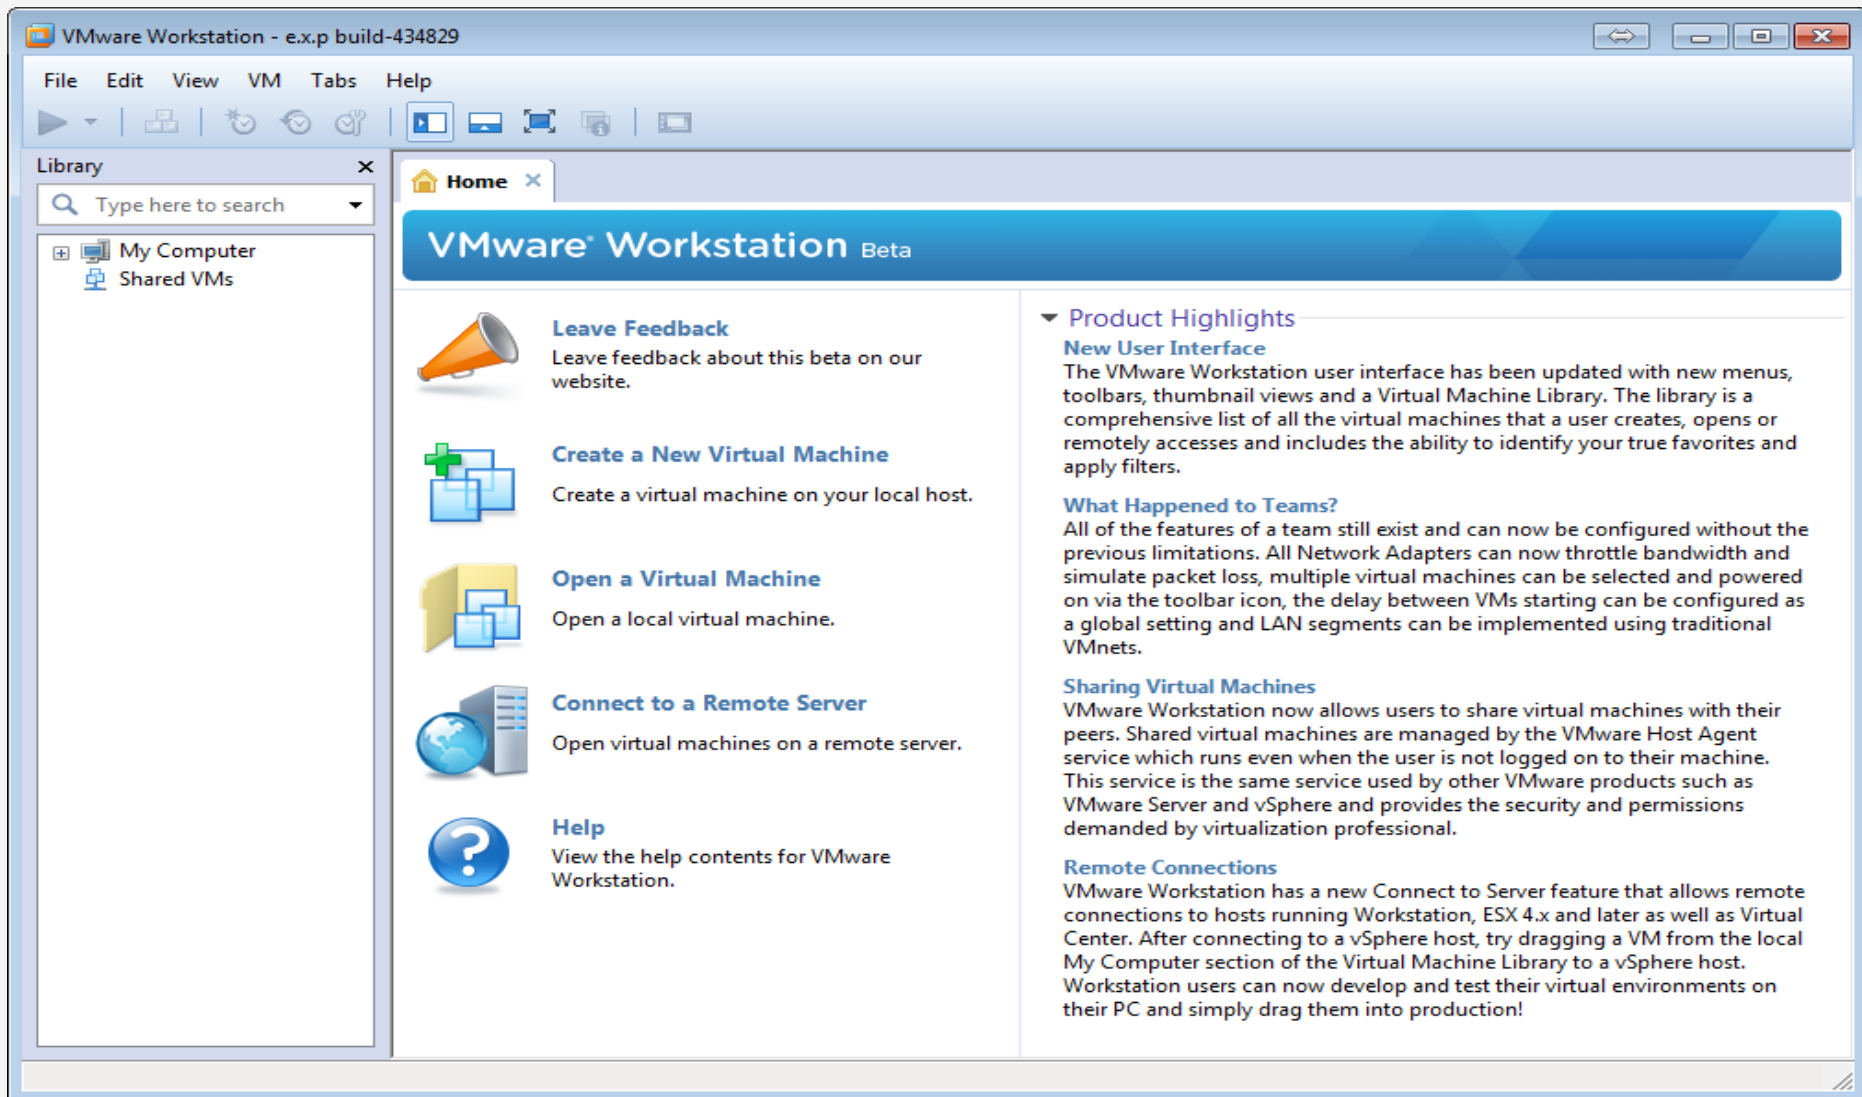 VMware Workstation - e.x.p build-434829
File Edit View VM Tabs Help
Library
Type here to search
My Computer
Shared VMs
Home
VMware® Workstation Beta
Leave Feedback
Leave feedback about this beta on our
website.
Create a New Virtual Machine
Create a virtual machine on your local host.
Open a Virtual Machine
Open a local virtual machine.
Connect to a Remote Server
Open virtual machines on a remote server.
Help
View the help contents for VMware
Workstation.
Product Highlights
New User Interface
The VMware Workstation user interface has been updated with new menus,
toolbars, thumbnail views and a Virtual Machine Library. The library is a
comprehensive list of all the virtual machines that a user creates, opens or
remotely accesses and includes the ability to identify your true favorites and
apply filters.
What Happened to Teams?
All of the features of a team still exist and can now be configured without the
previous limitations. All Network Adapters can now throttle bandwidth and
simulate packet loss, multiple virtual machines can be selected and powered
on via the toolbar icon, the delay between VMs starting can be configured as
a global setting and LAN segments can be implemented using traditional
VMnets.
Sharing Virtual Machines
VMware Workstation now allows users to share virtual machines with their
peers. Shared virtual machines are managed by the VMware Host Agent
service which runs even when the user is not logged on to their machine.
This service is the same service used by other VMware products such as
VMware Server and vSphere and provides the security and permissions
demanded by virtualization professional.
Remote Connections
VMware Workstation has a new Connect to Server feature that allows remote
connections to hosts running Workstation, ESX 4.x and later as well as Virtual
Center. After connecting to a vSphere host, try dragging a VM from the local
My Computer section of the Virtual Machine Library to a vSphere host.
Workstation users can now develop and test their virtual environments on
their PC and simply drag them into production!